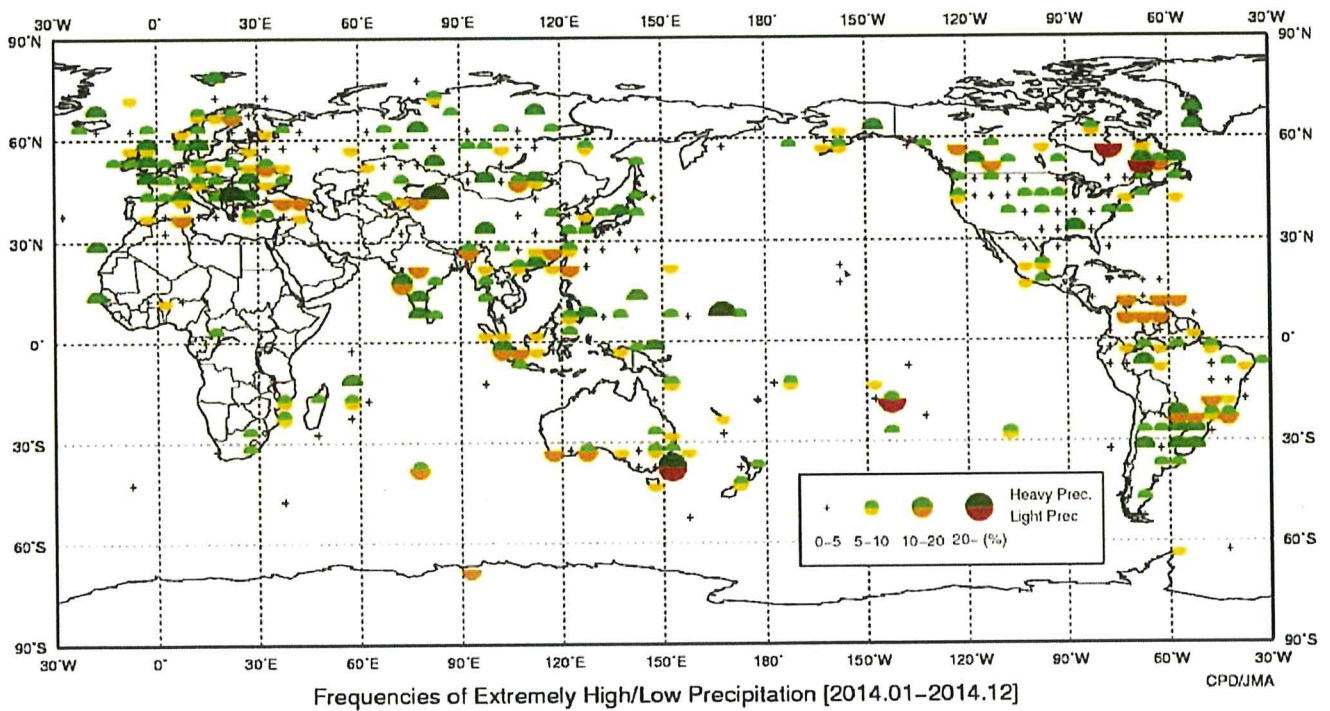 30˚W 0˚ 30˚E 60˚E 90˚E 120˚E 150˚E 180˚ 150˚W 120˚W 90˚W 60˚W 30˚W
90˚N 90˚N
60˚N 60˚N
30˚N 30˚N
0˚ 0˚
30˚S 30˚S
Heavy Prec.
Light Prec
0–5 5–10 10–20 20– (%)
60˚S 60˚S
90˚S 90˚S
30˚W 0˚ 30˚E 60˚E 90˚E 120˚E 150˚E 180˚ 150˚W 120˚W 90˚W 60˚W 30˚W
CPD/JMA
Frequencies of Extremely High/Low Precipitation [2014.01–2014.12]